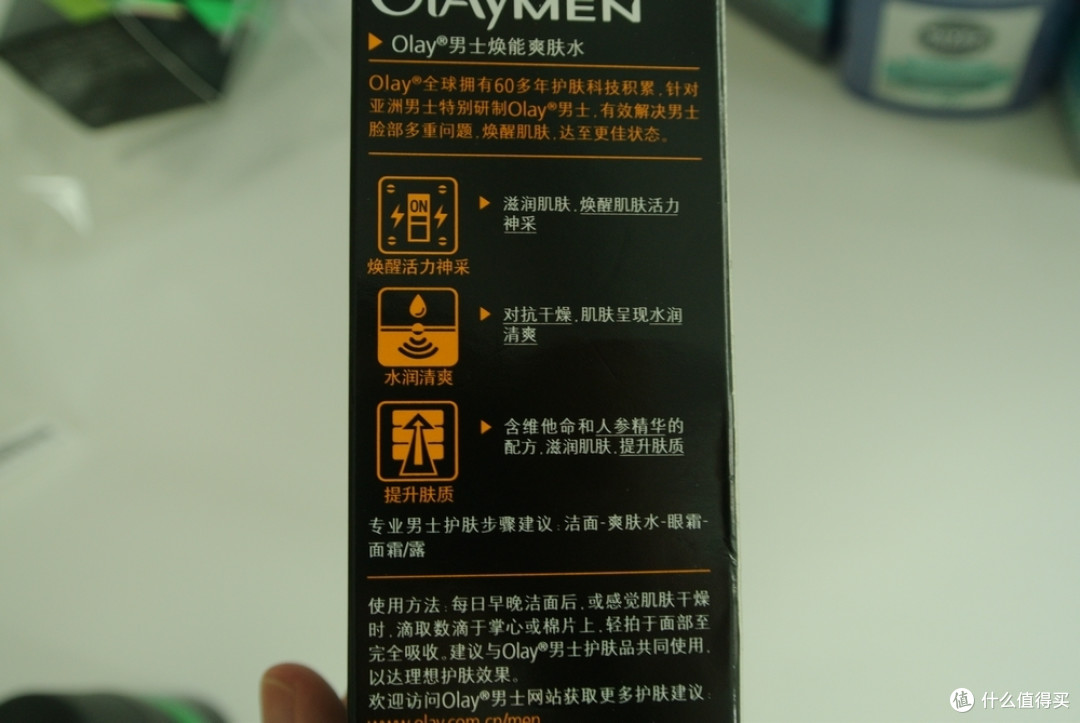 OlayMEN
Olay®男士焕能爽肤水
Olay®全球拥有60多年护肤科技积累,针对
亚洲男士特别研制Olay®男士,有效解决男士
脸部多重问题,焕醒肌肤,达至更佳状态。
ON
焕醒活力神采
滋润肌肤,焕醒肌肤活力
神采
水润清爽
对抗干燥,肌肤呈现水润
清爽
提升肤质
含维他命和人参精华的
配方,滋润肌肤,提升肤质
专业男士护肤步骤建议:洁面-爽肤水-眼霜-
面霜/露
使用方法:每日早晚洁面后,或感觉肌肤干燥
时,滴取数滴于掌心或棉片上,轻拍于面部至
完全吸收。建议与Olay®男士护肤品共同使用,
以达理想护肤效果。
欢迎访问Olay®男士网站获取更多护肤建议:
www.olay.com.cn/men
值 什么值得买